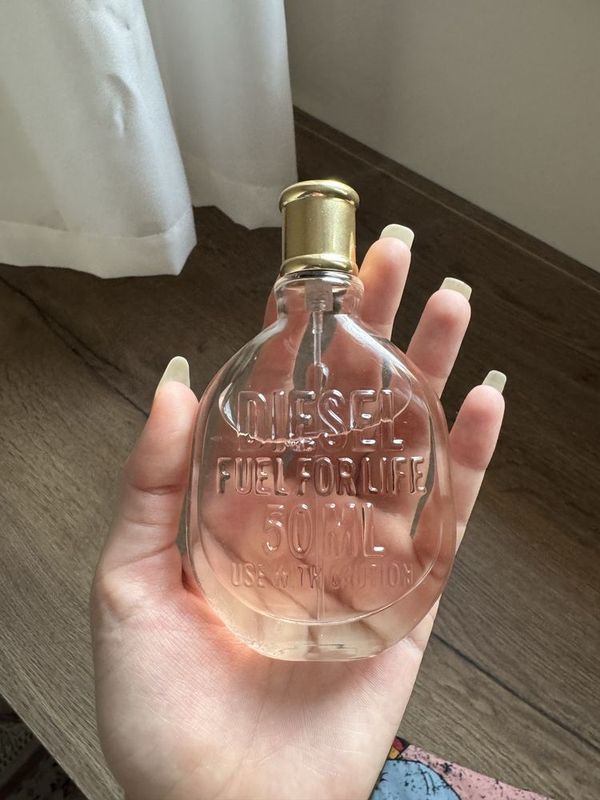 DIESEL
FUEL FOR LIFE
50 ML
USE WITH CAUTION